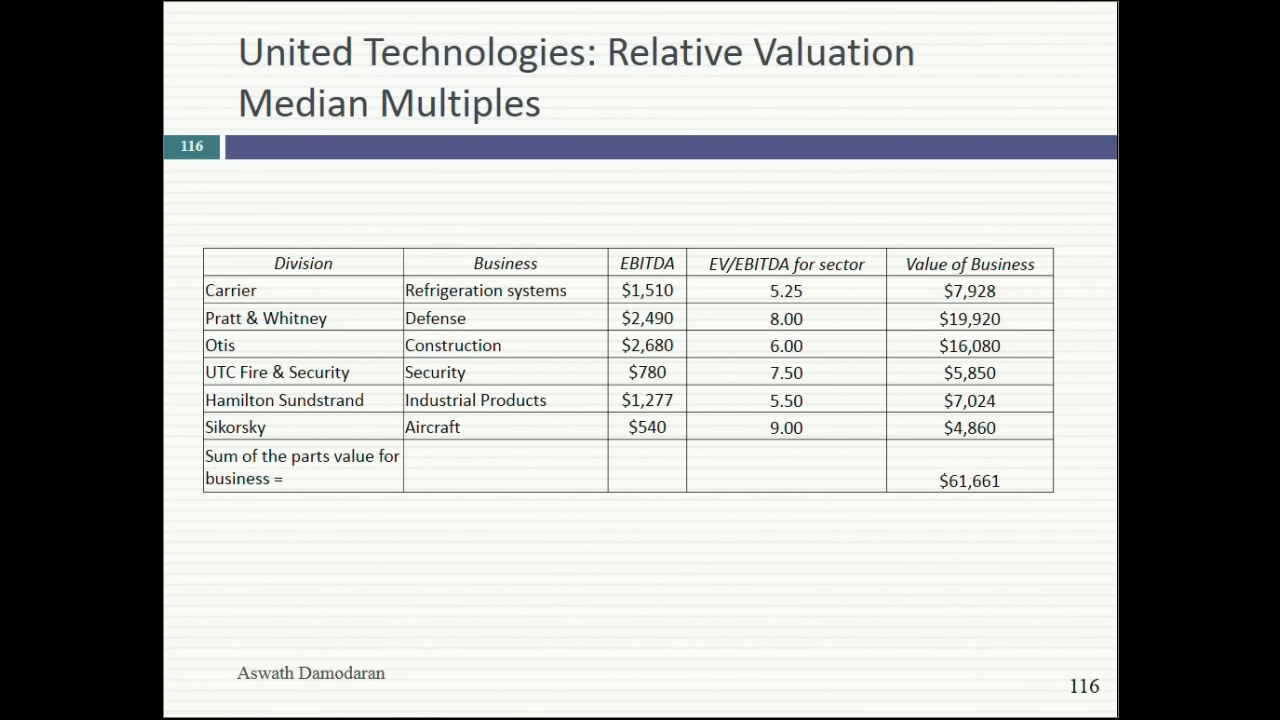 United Technologies: Relative Valuation
Median Multiples
116
Division Business EBITDA EV/EBITDA for sector Value of Business
Carrier Refrigeration systems $1,510 5.25 $7,928
Pratt & Whitney Defense $2,490 8.00 $19,920
Otis Construction $2,680 6.00 $16,080
UTC Fire & Security Security $780 7.50 $5,850
Hamilton Sundstrand Industrial Products $1,277 5.50 $7,024
Sikorsky Aircraft $540 9.00 $4,860
Sum of the parts value for
business = $61,661
Aswath Damodaran
116